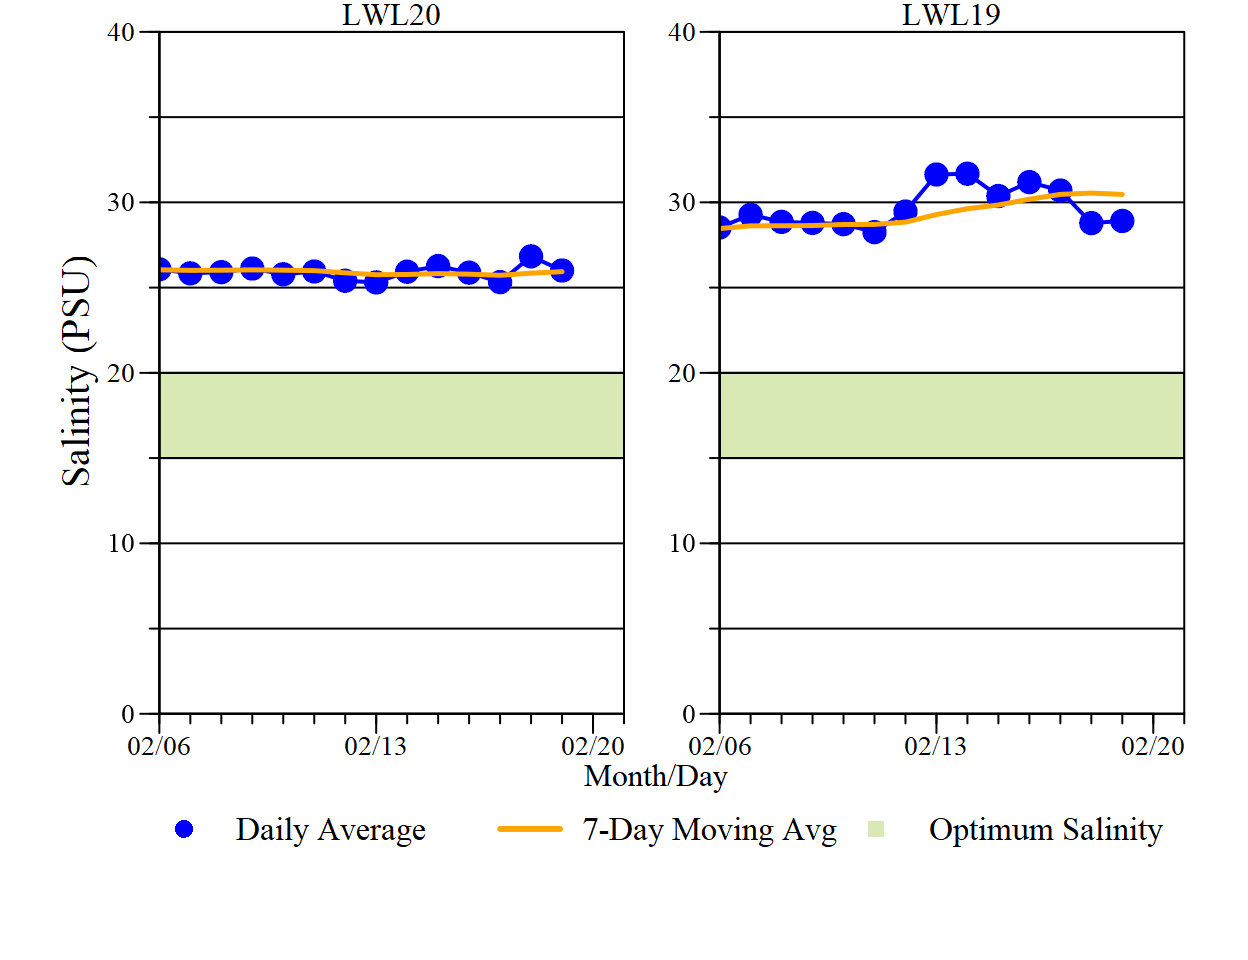 LWL20 LWL19
40 40
30 30
20 20
10 10
0 0
Salinity (PSU)
02/06 02/13 02/20 02/06 02/13 02/20
Month/Day
Daily Average 7-Day Moving Avg Optimum Salinity